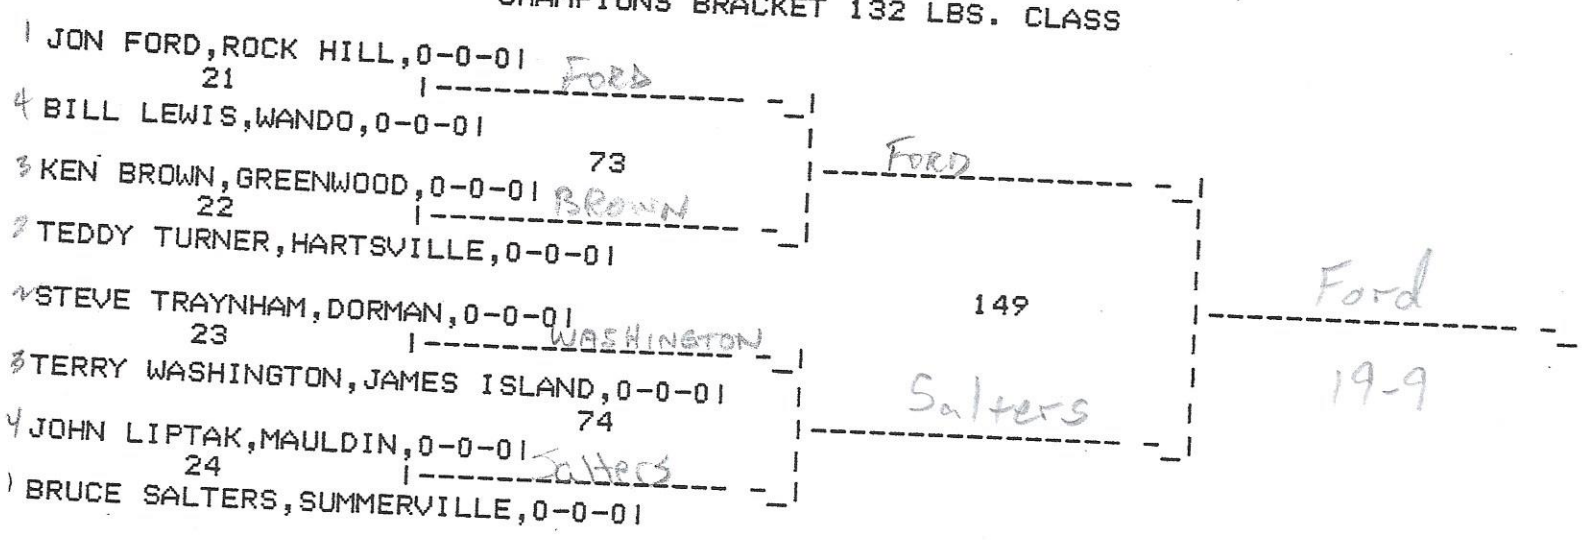 CHAMPIONS BRACKET 132 LBS. CLASS
1 JON FORD,ROCK HILL,0-0-0
21
FORD
4 BILL LEWIS,WANDO,0-0-0
73
FORD
3 KEN BROWN,GREENWOOD,0-0-0
22
BROWN
2 TEDDY TURNER,HARTSVILLE,0-0-0
149
Ford
2 STEVE TRAYNHAM,DORMAN,0-0-0
23
WASHINGTON
19-9
3 TERRY WASHINGTON,JAMES ISLAND,0-0-0
74
Salters
4 JOHN LIPTAK,MAULDIN,0-0-0
24
Salters
1 BRUCE SALTERS,SUMMERVILLE,0-0-0